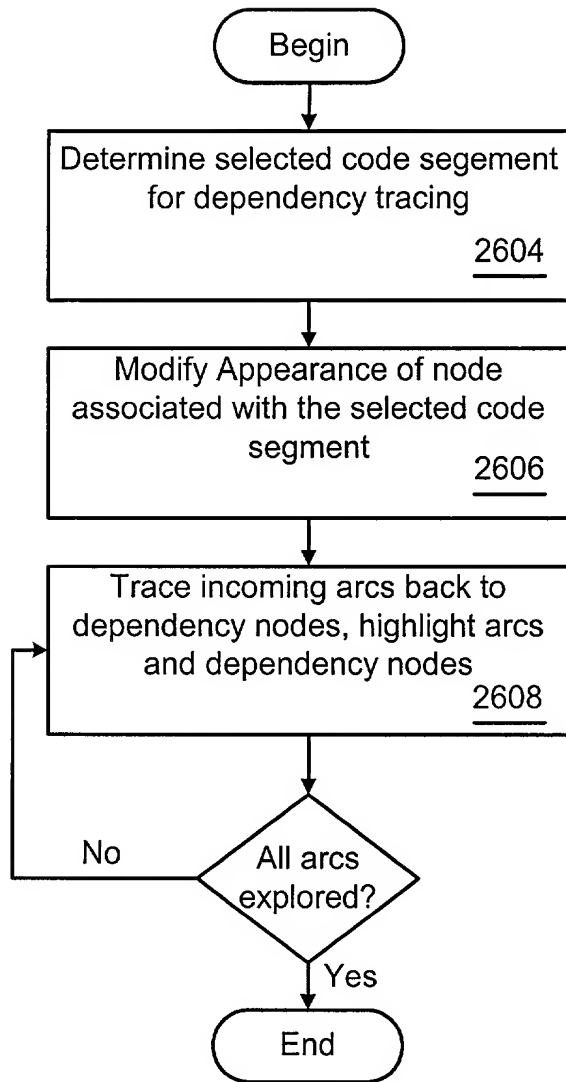 Begin
Determine selected code segement
for dependency tracing
2604
Modify Appearance of node
associated with the selected code
segment
2606
Trace incoming arcs back to
dependency nodes, highlight arcs
and dependency nodes
2608
No
All arcs
explored?
Yes
End